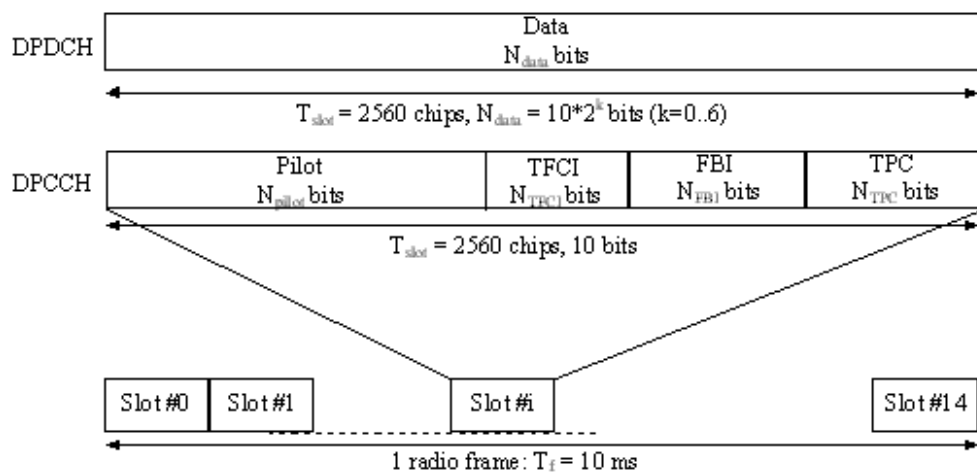 DPDCH
Data
N_data bits
T_slot = 2560 chips, N_data = 10*2^k bits (k=0..6)
DPCCH
Pilot
N_pilot bits
TFCI
N_TFCI bits
FBI
N_FBI bits
TPC
N_TPC bits
T_slot = 2560 chips, 10 bits
Slot #0
Slot #1
Slot #i
Slot #14
1 radio frame: T_f = 10 ms